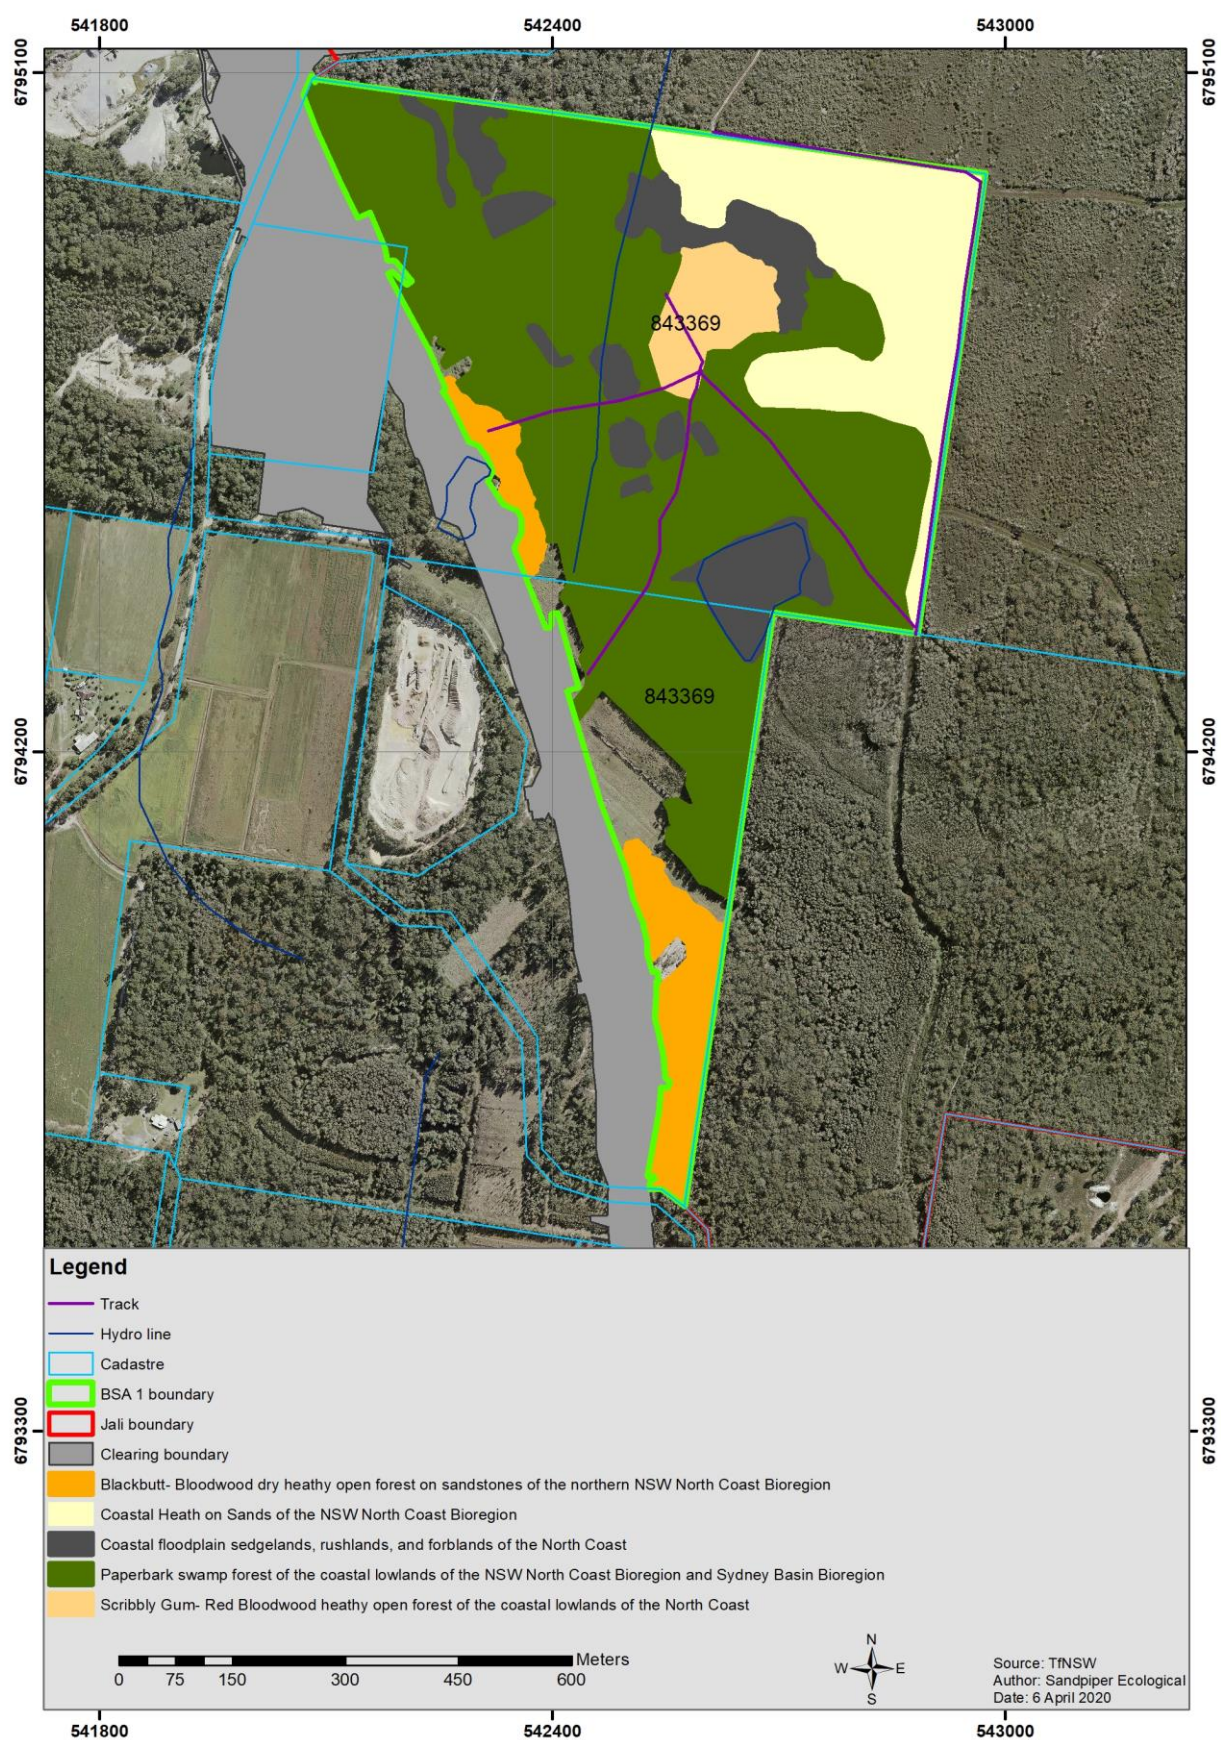 541800 542400 543000
6795100 6795100
843369
843369
6794200 6794200
Legend
Track
Hydro line
Cadastre
BSA 1 boundary
Jali boundary
Clearing boundary
6793300 6793300
Blackbutt- Bloodwood dry heathy open forest on sandstones of the northern NSW North Coast Bioregion
Coastal Heath on Sands of the NSW North Coast Bioregion
Coastal floodplain sedgelands, rushlands, and forblands of the North Coast
Paperbark swamp forest of the coastal lowlands of the NSW North Coast Bioregion and Sydney Basin Bioregion
Scribbly Gum- Red Bloodwood heathy open forest of the coastal lowlands of the North Coast
Meters
0 75 150 300 450 600
N
W E
S
Source: TfNSW
Author: Sandpiper Ecological
Date: 6 April 2020
541800 542400 543000